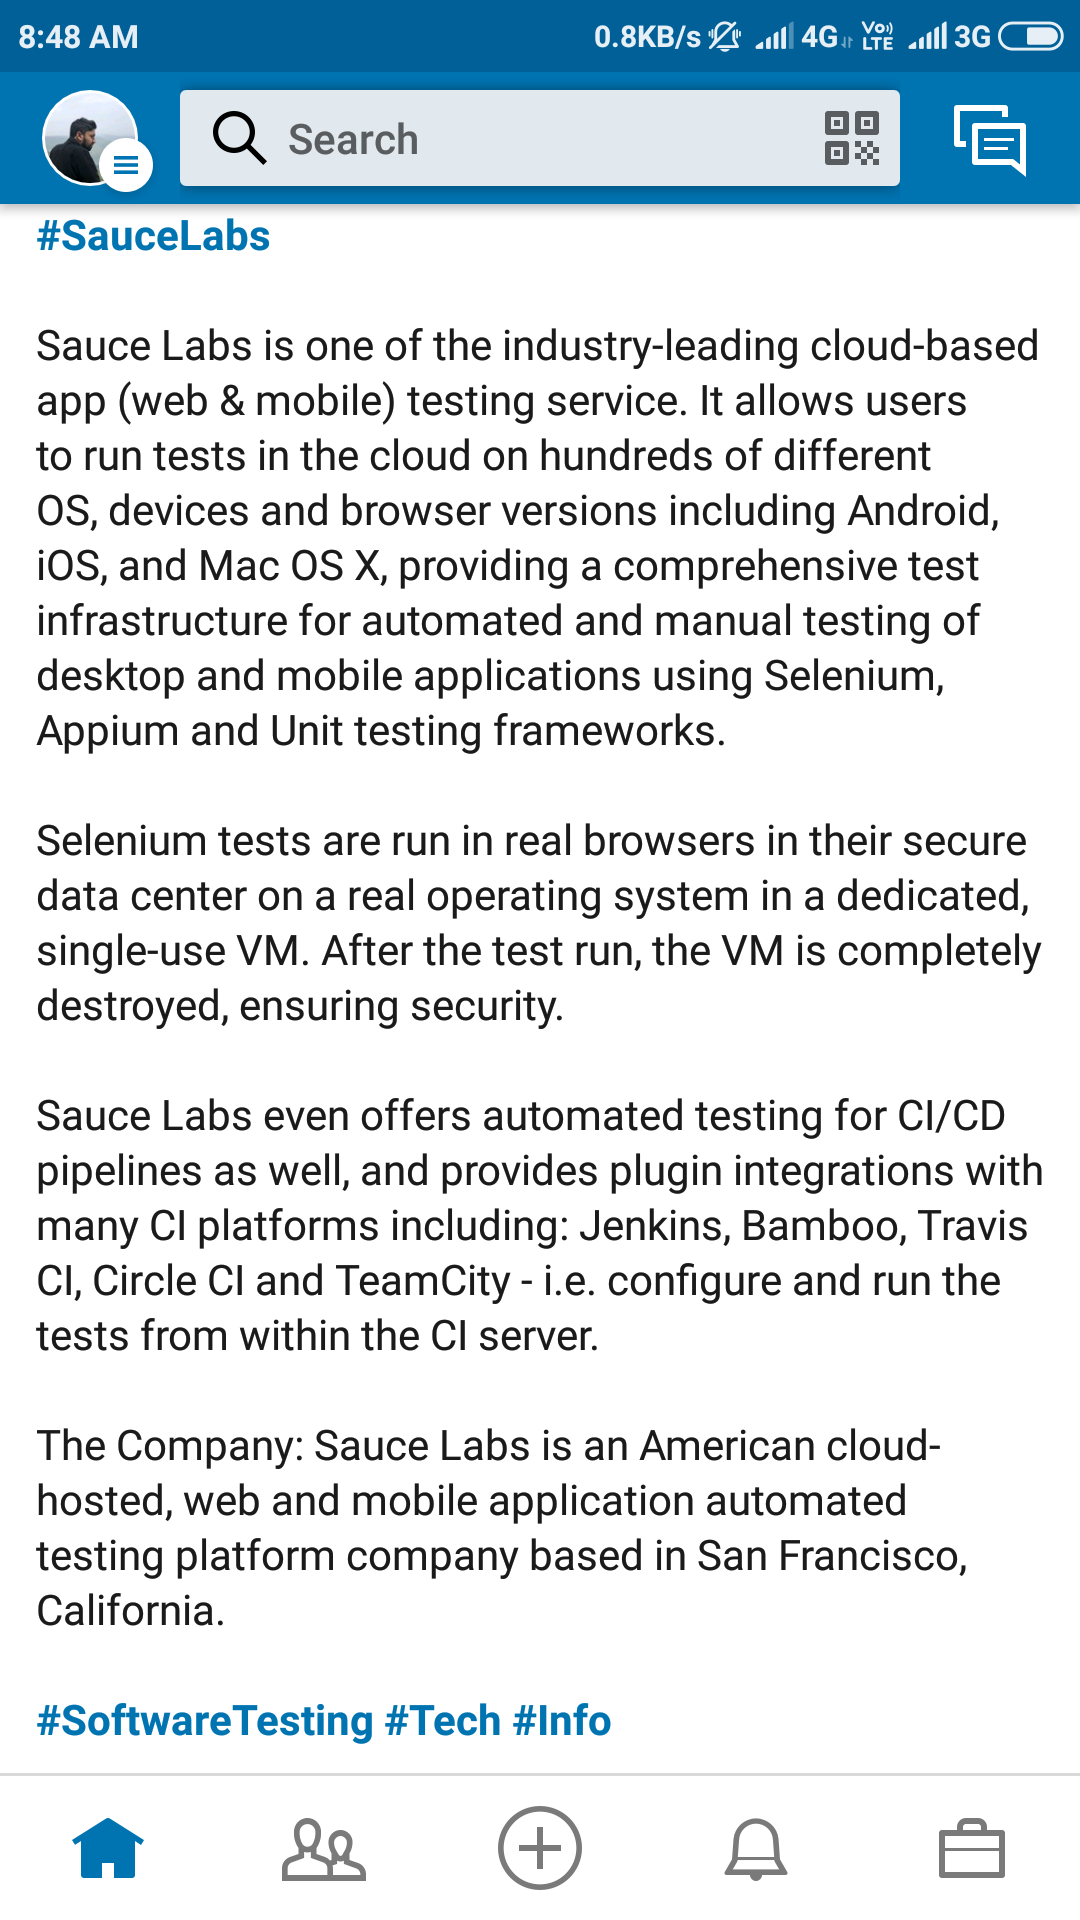 8:48 AM 0.8KB/s 4G VoLTE 3G
Search
#SauceLabs
Sauce Labs is one of the industry-leading cloud-based
app (web & mobile) testing service. It allows users
to run tests in the cloud on hundreds of different
OS, devices and browser versions including Android,
iOS, and Mac OS X, providing a comprehensive test
infrastructure for automated and manual testing of
desktop and mobile applications using Selenium,
Appium and Unit testing frameworks.
Selenium tests are run in real browsers in their secure
data center on a real operating system in a dedicated,
single-use VM. After the test run, the VM is completely
destroyed, ensuring security.
Sauce Labs even offers automated testing for CI/CD
pipelines as well, and provides plugin integrations with
many CI platforms including: Jenkins, Bamboo, Travis
CI, Circle CI and TeamCity - i.e. configure and run the
tests from within the CI server.
The Company: Sauce Labs is an American cloud-
hosted, web and mobile application automated
testing platform company based in San Francisco,
California.
#SoftwareTesting #Tech #Info